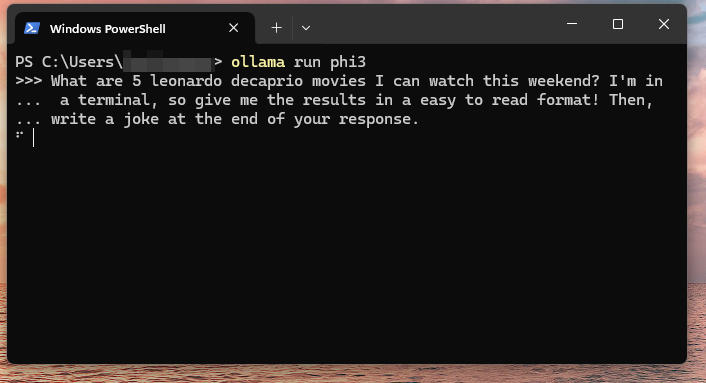 Windows PowerShell
PS C:\Users\> ollama run phi3
>>> What are 5 leonardo decaprio movies I can watch this weekend? I'm in
...  a terminal, so give me the results in a easy to read format! Then,
... write a joke at the end of your response.